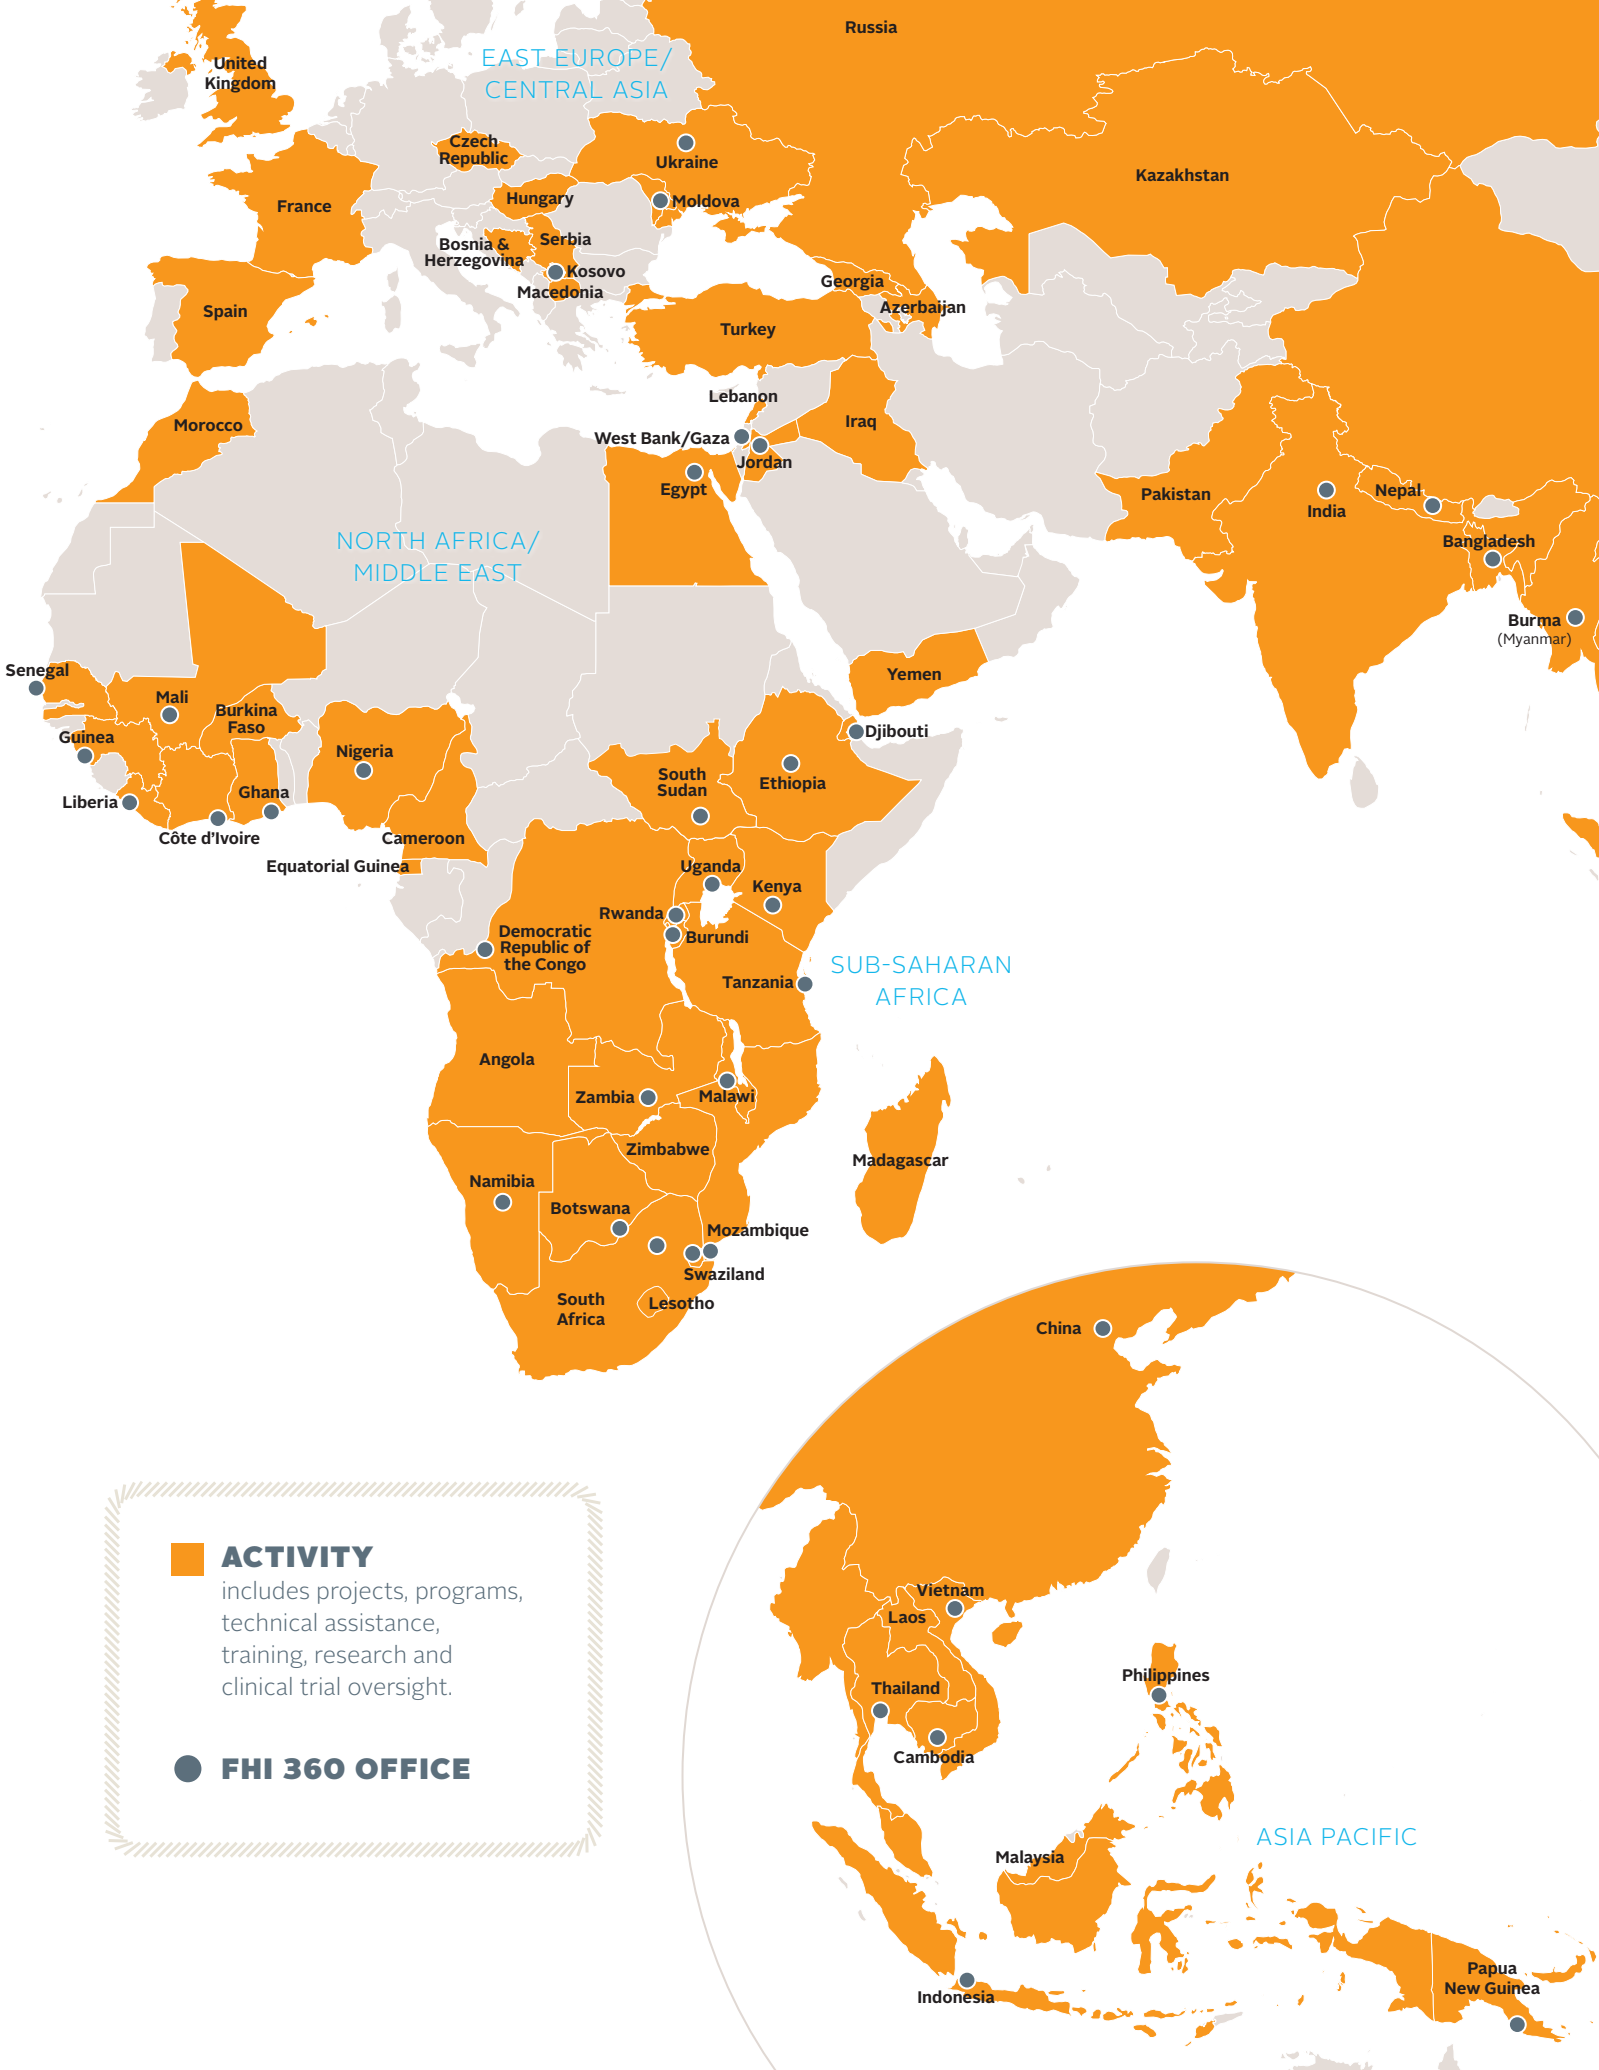 Russia
EAST EUROPE/
CENTRAL ASIA
United
Kingdom
Czech
Republic
Ukraine
Kazakhstan
France
Hungary
Moldova
Bosnia &
Herzegovina
Serbia
Kosovo
Macedonia
Georgia
Azerbaijan
Spain
Turkey
Lebanon
Morocco
Iraq
West Bank/Gaza
Jordan
Egypt
Pakistan
India
Nepal
Bangladesh
NORTH AFRICA/
MIDDLE EAST
Burma
(Myanmar)
Senegal
Yemen
Mali
Burkina
Faso
Guinea
Djibouti
Nigeria
South
Sudan
Ethiopia
Liberia
Ghana
Côte d'Ivoire
Cameroon
Equatorial Guinea
Uganda
Kenya
Rwanda
Democratic
Republic of
the Congo
Burundi
SUB-SAHARAN
AFRICA
Tanzania
Angola
Zambia
Malawi
Zimbabwe
Madagascar
Namibia
Botswana
Mozambique
Swaziland
South
Africa
Lesotho
China
ACTIVITY
includes projects, programs,
technical assistance,
training, research and
clinical trial oversight.
FHI 360 OFFICE
Vietnam
Laos
Philippines
Thailand
Cambodia
ASIA PACIFIC
Malaysia
Papua
New Guinea
Indonesia